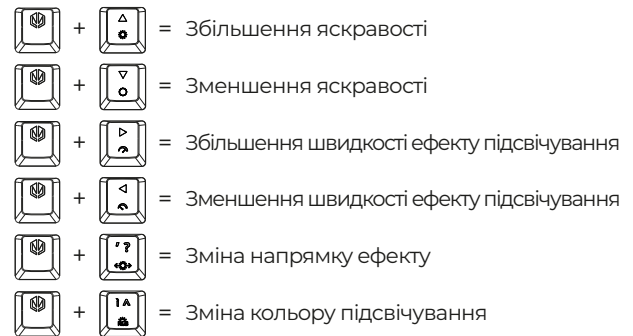 + = Збільшення яскравості
+ = Зменшення яскравості
+ = Збільшення швидкості ефекту підсвічування
+ = Зменшення швидкості ефекту підсвічування
+ ' ? = Зміна напрямку ефекту
+ = Зміна кольору підсвічування